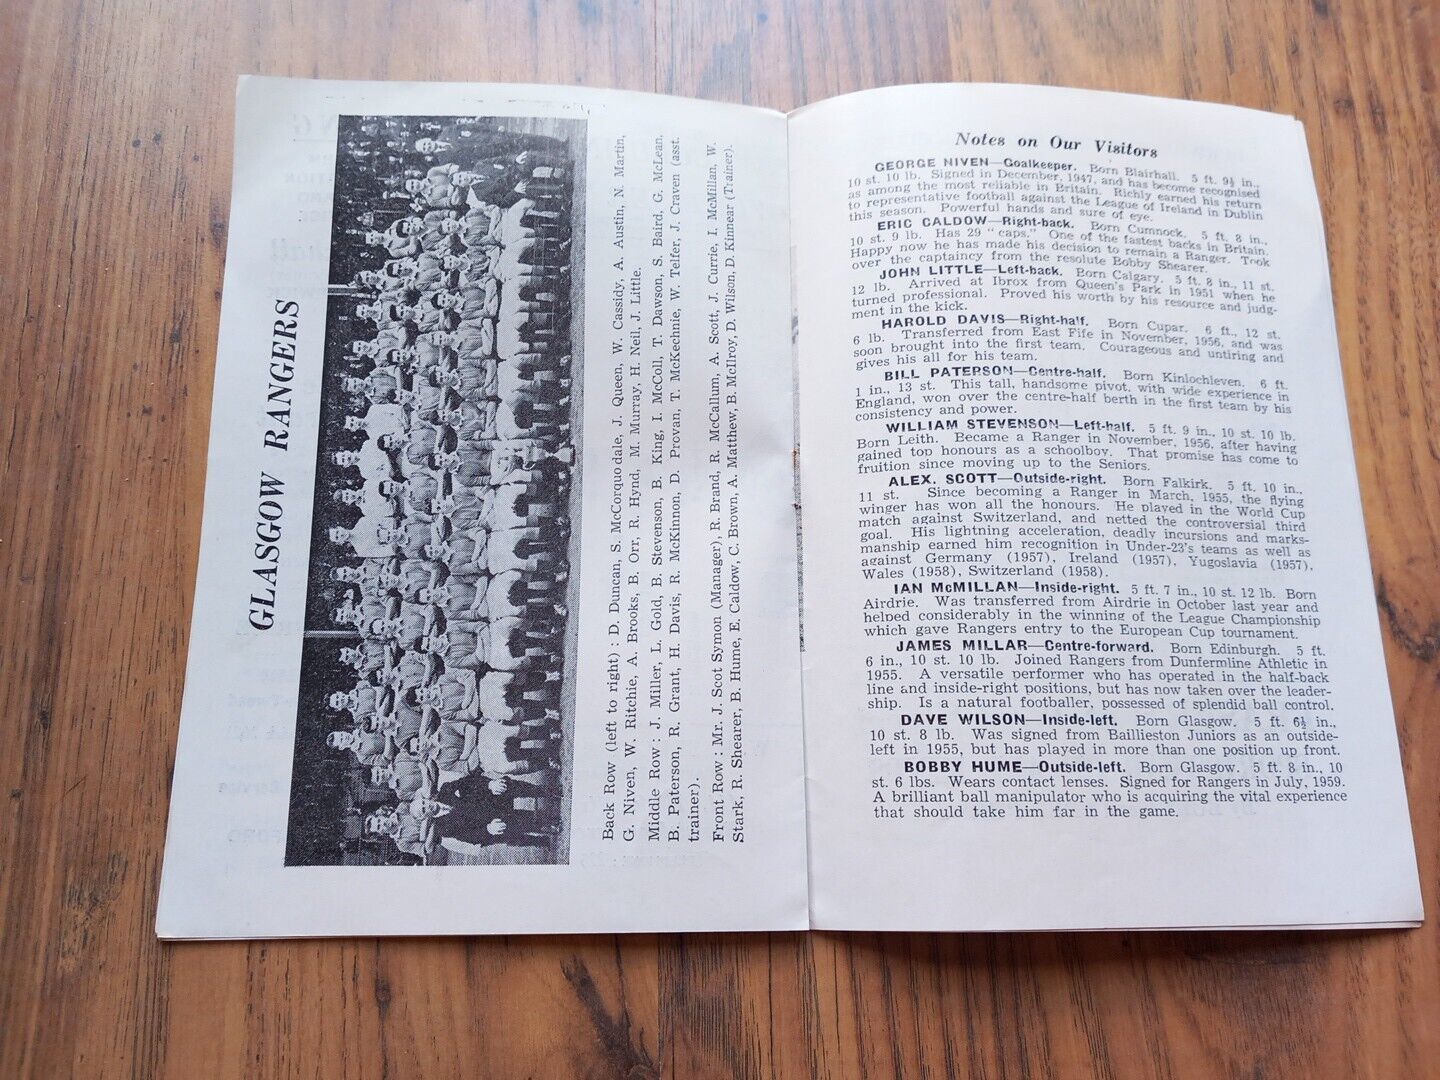 GLASGOW RANGERS
Back Row (left to right) : D. Duncan, S. McCorquodale, J. Queen, W. Cassidy, A. Austin, N. Martin,
G. Niven, W. Ritchie, A. Brooks, B. Orr, R. Hynd, M. Murray, H. Neil, J. Little.
Middle Row : J. Miller, L. Gold, B. Stevenson, B. King, I. McColl, T. Dawson, S. Baird, G. McLean,
B. Paterson, R. Grant, H. Davis, R. McKinnon, D. Provan, T. McKechnie, W. Telfer, J. Craven (asst.
trainer).
Front Row : Mr. J. Scot Symon (Manager), R. Brand, R. McCallum, A. Scott, J. Currie, I. McMillan, W.
Stark, R. Shearer, B. Hume, E. Caldow, C. Brown, A. Matthew, B. McIlroy, D. Wilson, D. Kinnear (Trainer).
Notes on Our Visitors
GEORGE NIVEN—Goalkeeper. Born Blairhall. 5 ft. 9½ in.,
10 st. 10 lb. Signed in December, 1947, and has become recognised
as among the most reliable in Britain. Richly earned his return
to representative football against the League of Ireland in Dublin
this season. Powerful hands and sure of eye.
ERIC CALDOW—Right-back. Born Cumnock. 5 ft. 8 in.,
10 st. 9 lb. Has 29 "caps." One of the fastest backs in Britain.
Happy now he has made his decision to remain a Ranger. Took
over the captaincy from the resolute Bobby Shearer.
JOHN LITTLE—Left-back. Born Calgary. 5 ft. 8 in., 11 st.
12 lb. Arrived at Ibrox from Queen's Park in 1951 when he
turned professional. Proved his worth by his resource and judg-
ment in the kick.
HAROLD DAVIS—Right-half. Born Cupar. 6 ft., 12 st.
6 lb. Transferred from East Fife in November, 1956, and was
soon brought into the first team. Courageous and untiring and
gives his all for his team.
BILL PATERSON—Centre-half. Born Kinlochleven. 6 ft.
1 in., 13 st. This tall, handsome pivot, with wide experience in
England, won over the centre-half berth in the first team by his
consistency and power.
WILLIAM STEVENSON—Left-half. 5 ft. 9 in., 10 st. 10 lb.
Born Leith. Became a Ranger in November, 1956, after having
gained top honours as a schoolboy. That promise has come to
fruition since moving up to the Seniors.
ALEX. SCOTT—Outside-right. Born Falkirk. 5 ft. 10 in.,
11 st. Since becoming a Ranger in March, 1955, the flying
winger has won all the honours. He played in the World Cup
match against Switzerland, and netted the controversial third
goal. His lightning acceleration, deadly incursions and marks-
manship earned him recognition in Under-23's teams as well as
against Germany (1957), Ireland (1957), Yugoslavia (1957),
Wales (1958), Switzerland (1958).
IAN McMILLAN—Inside-right. 5 ft. 7 in., 10 st. 12 lb. Born
Airdrie. Was transferred from Airdrie in October last year and
helped considerably in the winning of the League Championship
which gave Rangers entry to the European Cup tournament.
JAMES MILLAR—Centre-forward. Born Edinburgh. 5 ft.
6 in., 10 st. 10 lb. Joined Rangers from Dunfermline Athletic in
1955. A versatile performer who has operated in the half-back
line and inside-right positions, but has now taken over the leader-
ship. Is a natural footballer, possessed of splendid ball control.
DAVE WILSON—Inside-left. Born Glasgow. 5 ft. 6½ in.,
10 st. 8 lb. Was signed from Baillieston Juniors as an outside-
left in 1955, but has played in more than one position up front.
BOBBY HUME—Outside-left. Born Glasgow. 5 ft. 8 in., 10
st. 6 lbs. Wears contact lenses. Signed for Rangers in July, 1959.
A brilliant ball manipulator who is acquiring the vital experience
that should take him far in the game.